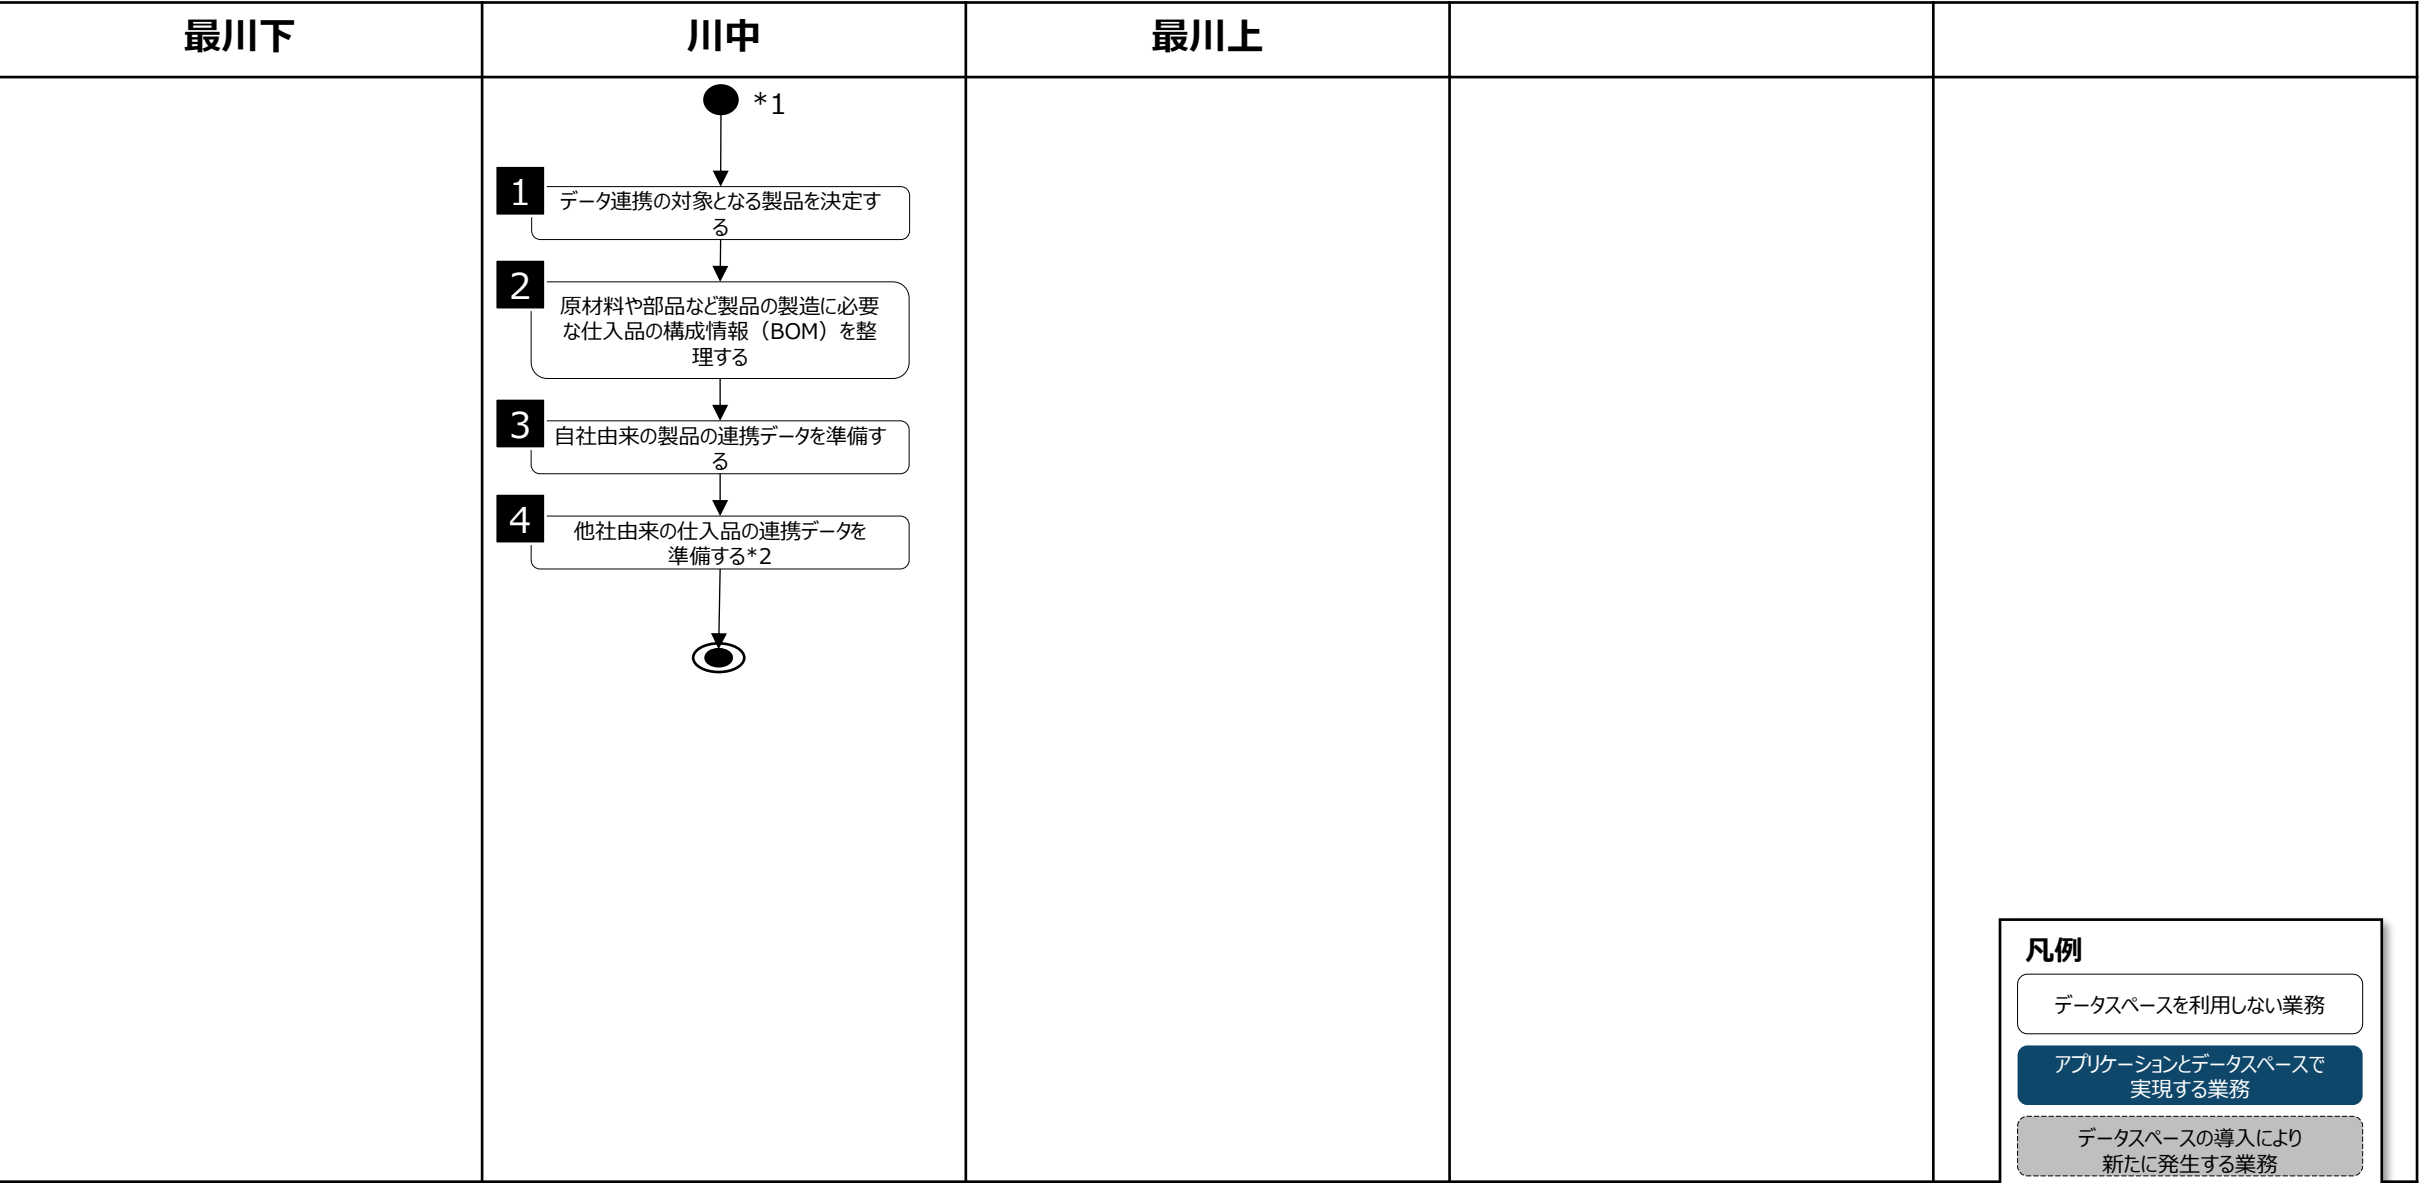 最川下
川中
最川上
*1
1
データ連携の対象となる製品を決定す
る
2
原材料や部品など製品の製造に必要
な仕入品の構成情報（BOM）を整
理する
3
自社由来の製品の連携データを準備す
る
4
他社由来の仕入品の連携データを
準備する*2
凡例
データスペースを利用しない業務
アプリケーションとデータスペースで
実現する業務
データスペースの導入により
新たに発生する業務